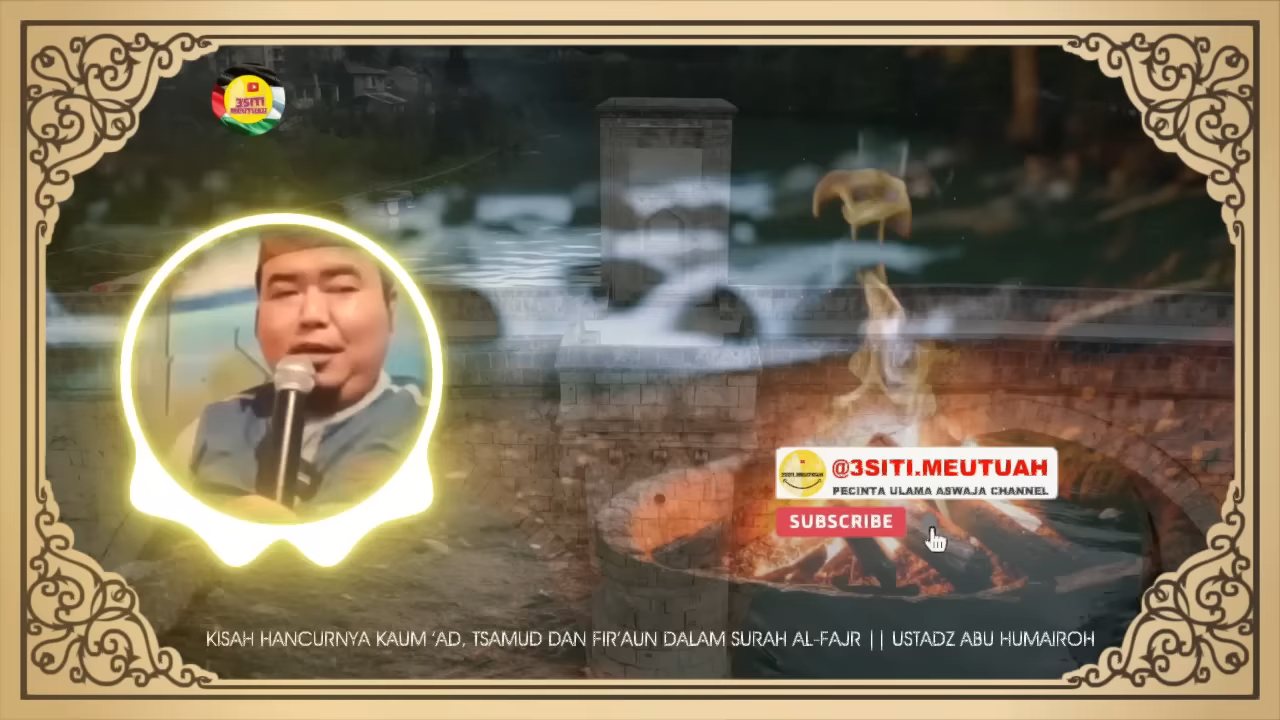 3SITI
MEUTUAH
@3SITI.MEUTUAH
PECINTA ULAMA ASWAJA CHANNEL
SUBSCRIBE
KISAH HANCURNYA KAUM 'AD, TSAMUD DAN FIR'AUN DALAM SURAH AL-FAJR || USTADZ ABU HUMAIROH